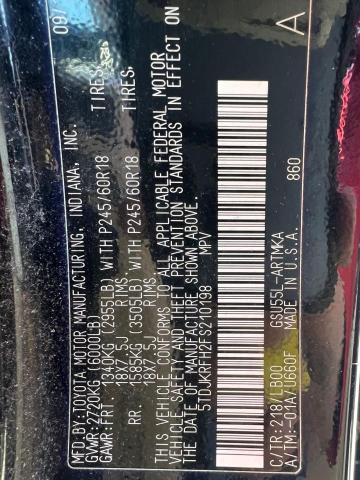 MFD.BY:TOYOTA MOTOR MANUFACTURING, INDIANA, INC. 09/
GVWR:2720KG(6000LB)
GAWR:FRT. 1340KG(2955LB) WITH P245/60R18 TIRES,
18X7.5J RIMS
RR. 1585KG(3505LB) WITH P245/60R18 TIRES,
18X7.5J RIMS
THIS VEHICLE CONFORMS TO ALL APPLICABLE FEDERAL MOTOR
VEHICLE SAFETY AND THEFT PREVENTION STANDARDS IN EFFECT ON
THE DATE OF MANUFACTURE SHOWN ABOVE.
5TDJKRFH2FS210198 MPV
A
C/TR:218/LB00 GSU55L-ARTMKA 860
A/TM:-01A/U660F MADE IN U.S.A.